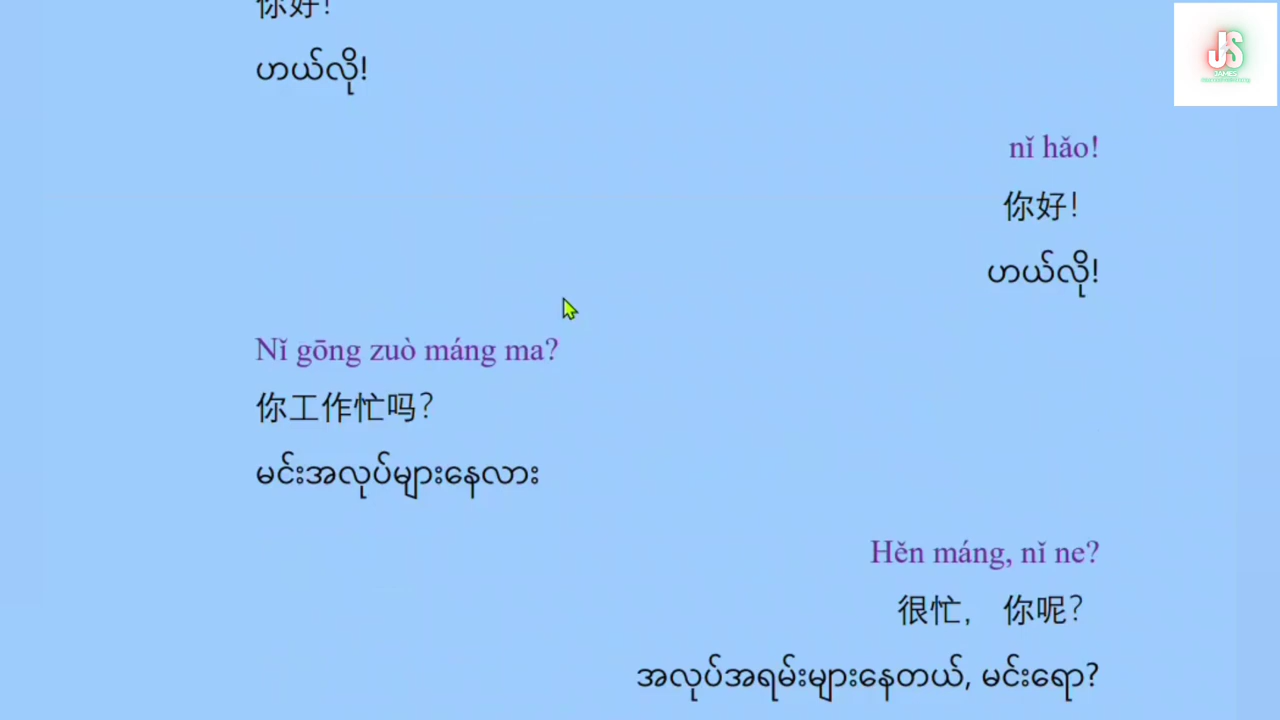 你好!
ဟယ်လို!
nǐ hǎo!
你好!
ဟယ်လို!
Nǐ gōng zuò máng ma?
你工作忙吗?
မင်းအလုပ်များနေလား
Hěn máng, nǐ ne?
很忙, 你呢?
အလုပ်အရမ်းများနေတယ်, မင်းရော?
JS
JAMES